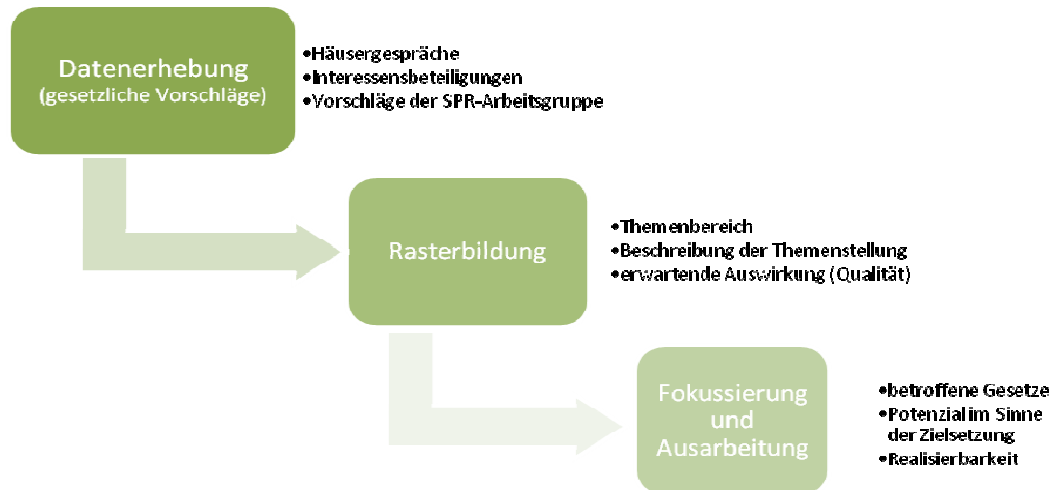 Datenerhebung
(gesetzliche Vorschläge)
•Häusergespräche
•Interessensbeteiligungen
•Vorschläge der SPR-Arbeitsgruppe
Rasterbildung
•Themenbereich
•Beschreibung der Themenstellung
•erwartende Auswirkung (Qualität)
Fokussierung
und
Ausarbeitung
•betroffene Gesetze
•Potenzial im Sinne
der Zielsetzung
•Realisierbarkeit